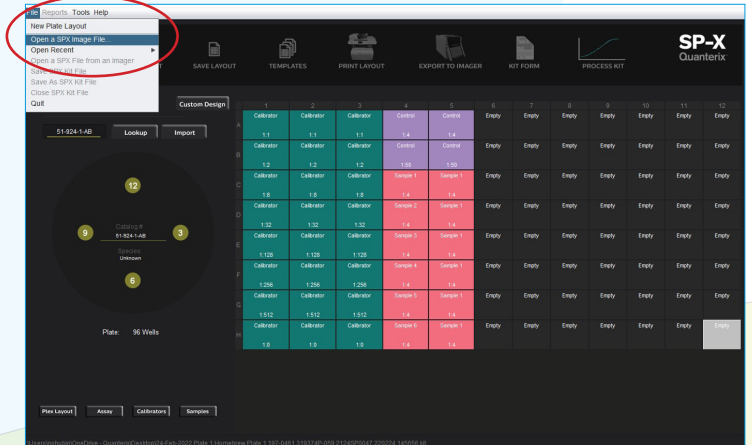 File Reports Tools Help
New Plate Layout
Open a SPX Image File...
Open Recent
Open a SPX File from an Imager
Save SPX Kit File
Save As SPX Kit File
Close SPX File
Quit
SAVE LAYOUT TEMPLATES PRINT LAYOUT EXPORT TO IMAGER KIT FORM PROCESS KIT
SP-X
Quanterix
Custom Design
51-924-1-AB Lookup Import
12
9
3
6
Catalog #
51-924-1-AB
Species:
Unknown
Plate: 96 Wells
Plex Layout Assay Calibrators Samples
1 2 3 4 5 6 7 8 9 10 11 12
A Calibrator Calibrator Calibrator Control Control Empty Empty Empty Empty Empty Empty Empty
1:1 1:1 1:1 1:4 1:4
B Calibrator Calibrator Calibrator Control Control Empty Empty Empty Empty Empty Empty Empty
1:2 1:2 1:2 1:50 1:50
C Calibrator Calibrator Calibrator Sample 1 Sample 1 Empty Empty Empty Empty Empty Empty Empty
1:8 1:8 1:8 1:4 1:4
D Calibrator Calibrator Calibrator Sample 2 Sample 1 Empty Empty Empty Empty Empty Empty Empty
1:32 1:32 1:32 1:4 1:4
E Calibrator Calibrator Calibrator Sample 3 Sample 1 Empty Empty Empty Empty Empty Empty Empty
1:128 1:128 1:128 1:4 1:4
F Calibrator Calibrator Calibrator Sample 4 Sample 1 Empty Empty Empty Empty Empty Empty Empty
1:256 1:256 1:256 1:4 1:4
G Calibrator Calibrator Calibrator Sample 5 Sample 1 Empty Empty Empty Empty Empty Empty Empty
1:512 1:512 1:512 1:4 1:4
H Calibrator Calibrator Calibrator Sample 6 Sample 1 Empty Empty Empty Empty Empty Empty Empty
1:0 1:0 1:0 1:4 1:4